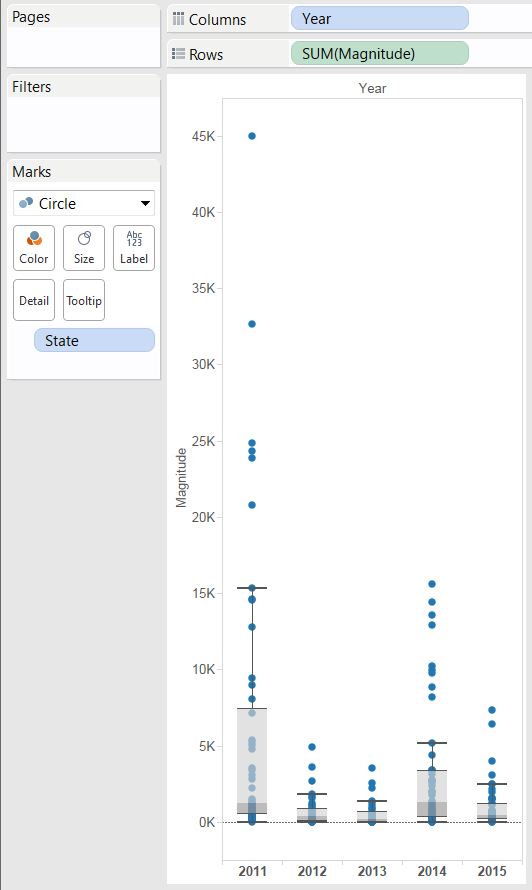 Pages
Columns Year
Rows SUM(Magnitude)
Filters
Marks
Circle
Color Size Abc 123 Label
Detail Tooltip
State
Year
Magnitude
45K
40K
35K
30K
25K
20K
15K
10K
5K
0K
2011 2012 2013 2014 2015